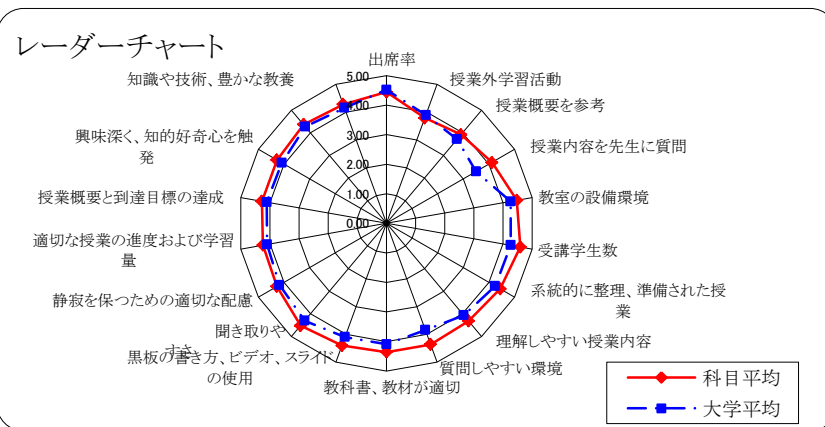 レーダーチャート
出席率
授業外学習活動
授業概要を参考
授業内容を先生に質問
教室の設備環境
受講学生数
系統的に整理、準備された授
業
理解しやすい授業内容
質問しやすい環境
教科書、教材が適切
黒板の書き方、ビデオ、スライド
の使用
聞き取りや
すさ
静寂を保つための適切な配慮
適切な授業の進度および学習
量
授業概要と到達目標の達成
興味深く、知的好奇心を触
発
知識や技術、豊かな教養
5.00
4.00
3.00
2.00
1.00
0.00
科目平均
大学平均